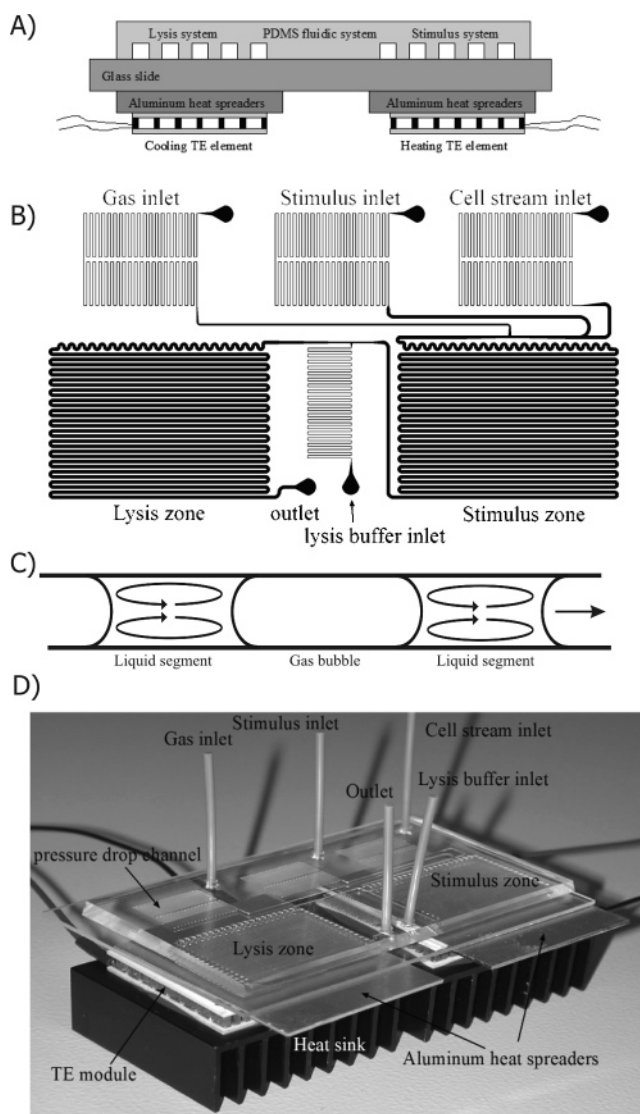 A)
Lysis system PDMS fluidic system Stimulus system
Glass slide
Aluminum heat spreaders Aluminum heat spreaders
Cooling TE element Heating TE element
B)
Gas inlet Stimulus inlet Cell stream inlet
Lysis zone outlet Stimulus zone
lysis buffer inlet
C)
Liquid segment Gas bubble Liquid segment
D)
Cell stream inlet
Stimulus inlet
Gas inlet
Lysis buffer inlet
Outlet
pressure drop channel
Stimulus zone
Lysis zone
Heat sink
Aluminum heat spreaders
TE module